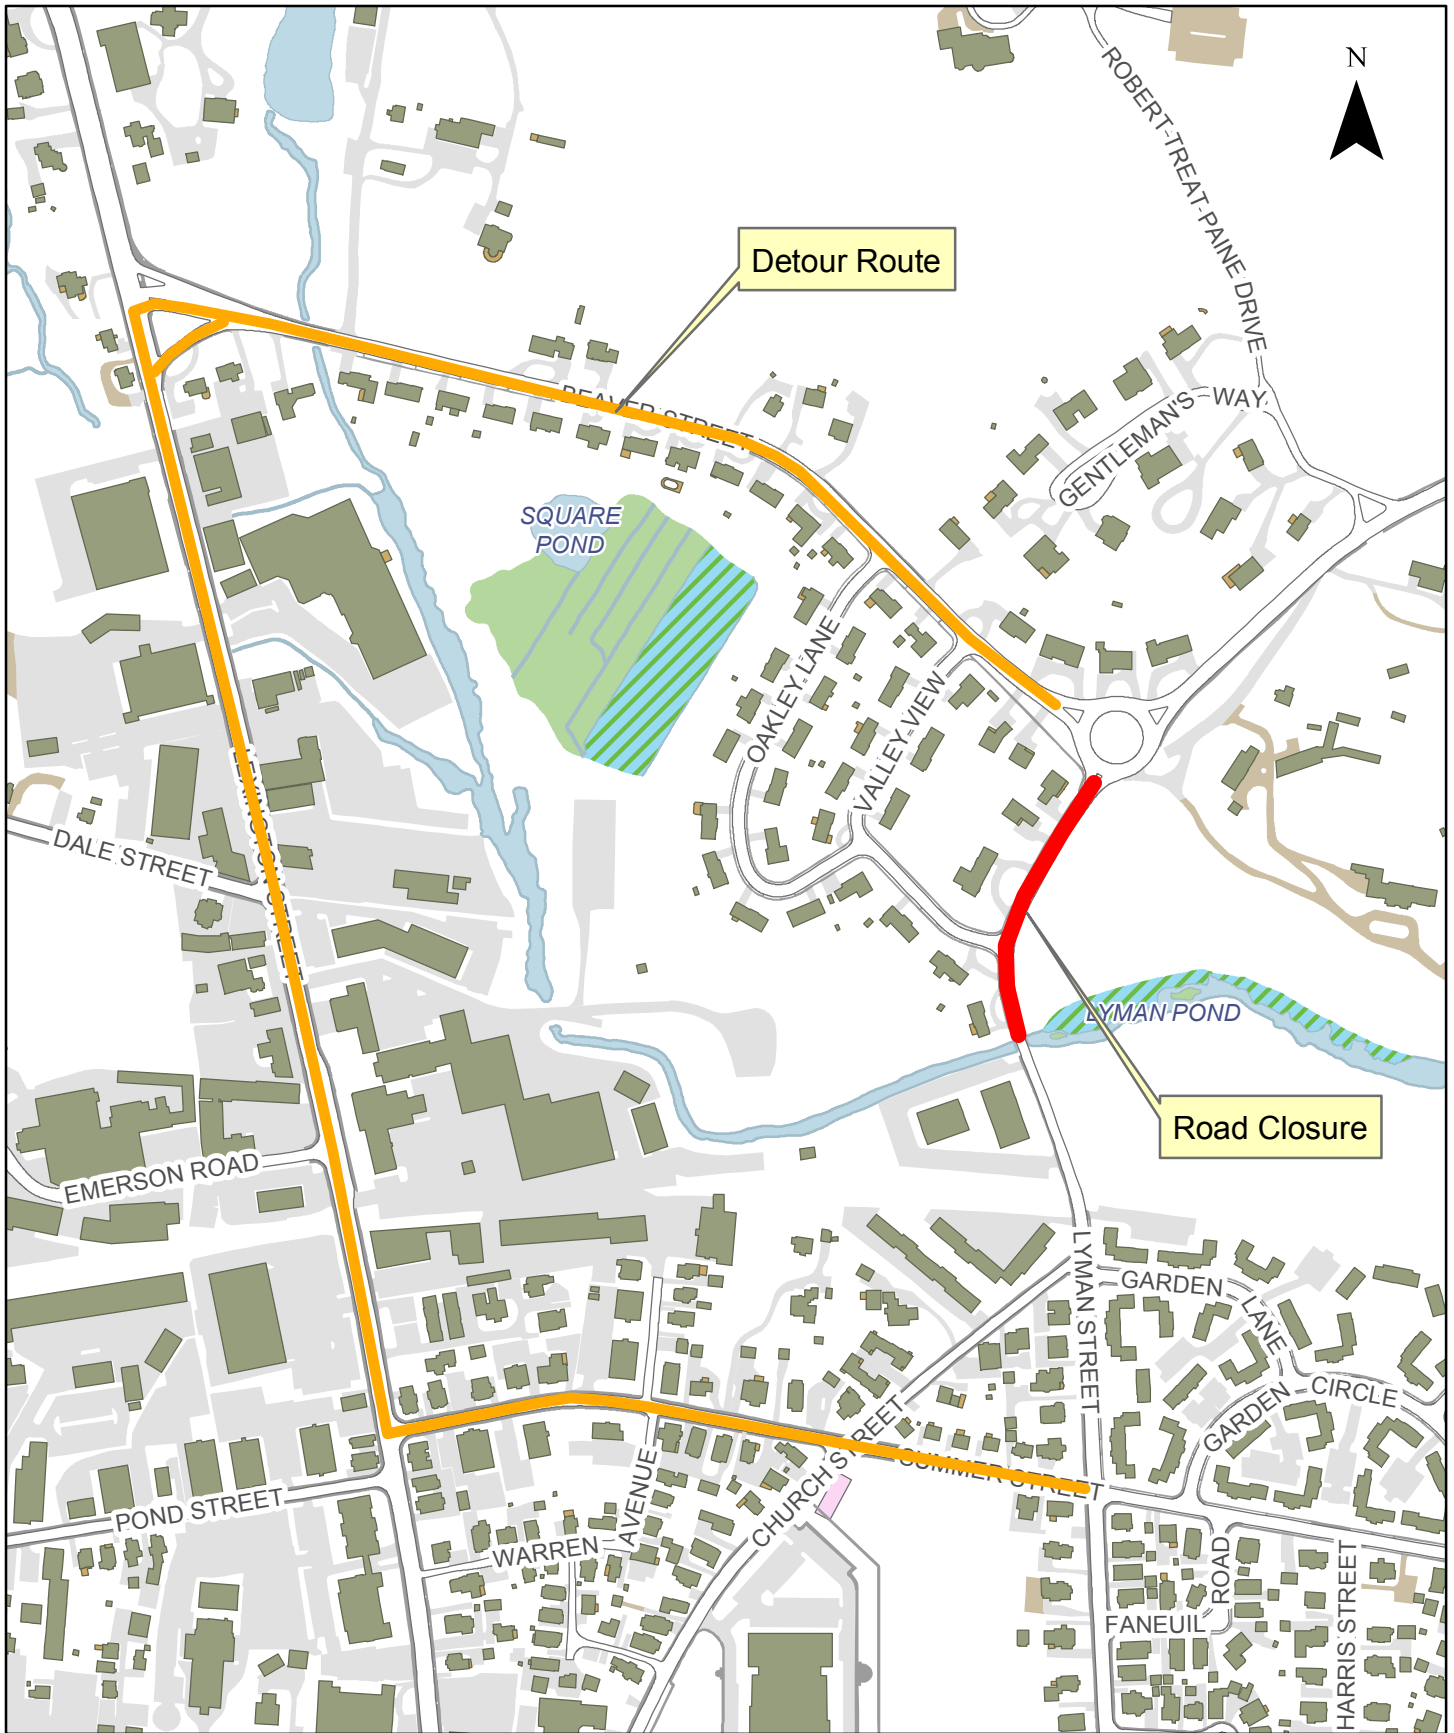 N
ROBERT TREAT PAINE DRIVE
Detour Route
BEAVER STREET
GENTLEMAN'S WAY
SQUARE
POND
OAKLEY LANE
VALLEY VIEW
LEXINGTON STREET
DALE STREET
LYMAN POND
Road Closure
EMERSON ROAD
LYMAN STREET
GARDEN LANE
GARDEN CIRCLE
CHURCH STREET
SUMMER STREET
POND STREET
WARREN AVENUE
FANEUIL ROAD
HARRIS STREET